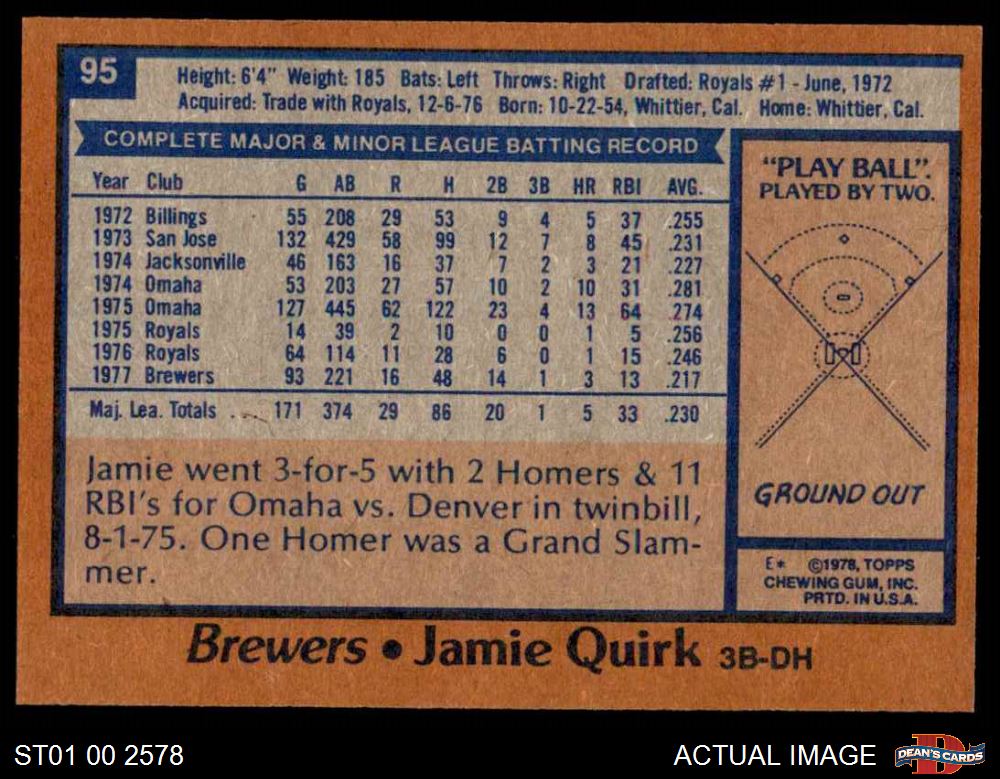 95
Height: 6'4" Weight: 185 Bats: Left Throws: Right Drafted: Royals #1 - June, 1972
Acquired: Trade with Royals, 12-6-76 Born: 10-22-54, Whittier, Cal. Home: Whittier, Cal.
COMPLETE MAJOR & MINOR LEAGUE BATTING RECORD
Year Club G AB R H 2B 3B HR RBI AVG.
1972 Billings 55 208 29 53 9 4 5 37 .255
1973 San Jose 132 429 58 99 12 7 8 45 .231
1974 Jacksonville 46 163 16 37 7 2 3 21 .227
1974 Omaha 53 203 27 57 10 2 10 31 .281
1975 Omaha 127 445 62 122 23 4 13 64 .274
1975 Royals 14 39 2 10 0 0 1 5 .256
1976 Royals 64 114 11 28 6 0 1 15 .246
1977 Brewers 93 221 16 48 14 1 3 13 .217
Maj. Lea. Totals . . 171 374 29 86 20 1 5 33 .230
Jamie went 3-for-5 with 2 Homers & 11
RBI's for Omaha vs. Denver in twinbill,
8-1-75. One Homer was a Grand Slam-
mer.
"PLAY BALL".
PLAYED BY TWO.
GROUND OUT
E* ©1978, TOPPS
CHEWING GUM, INC.
PRTD. IN U.S.A.
Brewers • Jamie Quirk 3B-DH
ST01 00 2578
ACTUAL IMAGE
D
DEAN'S CARDS